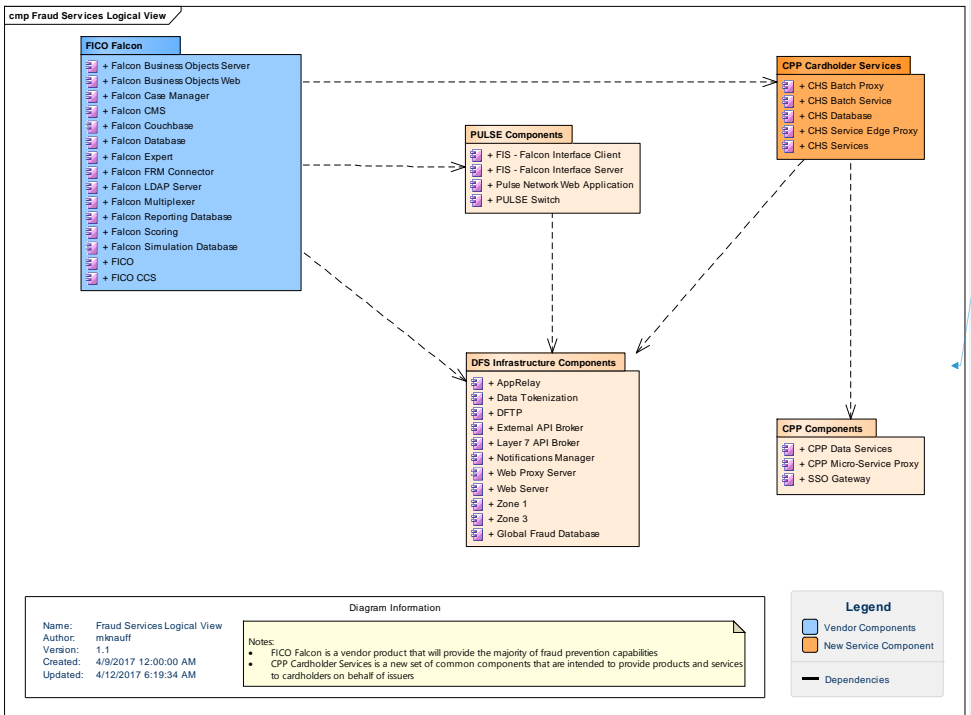 cmp Fraud Services Logical View
FICO Falcon
+ Falcon Business Objects Server
+ Falcon Business Objects Web
+ Falcon Case Manager
+ Falcon CMS
+ Falcon Couchbase
+ Falcon Database
+ Falcon Expert
+ Falcon FRM Connector
+ Falcon LDAP Server
+ Falcon Multiplexer
+ Falcon Reporting Database
+ Falcon Scoring
+ Falcon Simulation Database
+ FICO
+ FICO CCS
PULSE Components
+ FIS - Falcon Interface Client
+ FIS - Falcon Interface Server
+ Pulse Network Web Application
+ PULSE Switch
CPP Cardholder Services
+ CHS Batch Proxy
+ CHS Batch Service
+ CHS Database
+ CHS Service Edge Proxy
+ CHS Services
DFS Infrastructure Components
+ AppRelay
+ Data Tokenization
+ DFTP
+ External API Broker
+ Layer 7 API Broker
+ Notifications Manager
+ Web Proxy Server
+ Web Server
+ Zone 1
+ Zone 3
+ Global Fraud Database
CPP Components
+ CPP Data Services
+ CPP Micro-Service Proxy
+ SSO Gateway
Diagram Information
Name: Fraud Services Logical View
Author: mknauff
Version: 1.1
Created: 4/9/2017 12:00:00 AM
Updated: 4/12/2017 6:19:34 AM
Notes:
• FICO Falcon is a vendor product that will provide the majority of fraud prevention capabilities
• CPP Cardholder Services is a new set of common components that are intended to provide products and services
to cardholders on behalf of issuers
Legend
Vendor Components
New Service Component
Dependencies